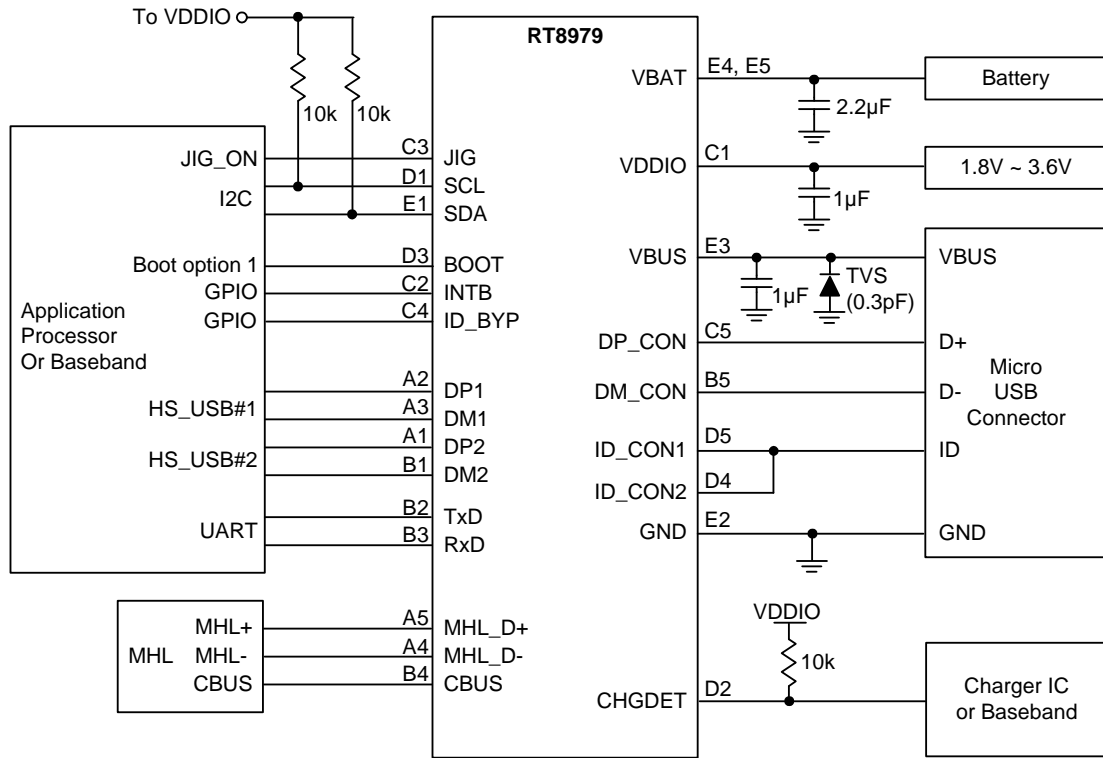 To VDDIO
10k
10k
RT8979
Application
Processor
Or Baseband
JIG_ON
C3
JIG
I2C
D1
SCL
E1
SDA
Boot option 1
D3
BOOT
GPIO
C2
INTB
GPIO
C4
ID_BYP
HS_USB#1
A2
DP1
A3
DM1
HS_USB#2
A1
DP2
B1
DM2
UART
B2
TxD
B3
RxD
MHL
MHL+
A5
MHL_D+
MHL-
A4
MHL_D-
CBUS
B4
CBUS
VBAT
E4, E5
2.2µF
Battery
VDDIO
C1
1µF
1.8V ~ 3.6V
VBUS
E3
1µF
TVS
(0.3pF)
VBUS
DP_CON
C5
D+
DM_CON
B5
D-
Micro
USB
Connector
ID_CON1
D5
ID
ID_CON2
D4
GND
E2
GND
VDDIO
10k
CHGDET
D2
Charger IC
or Baseband